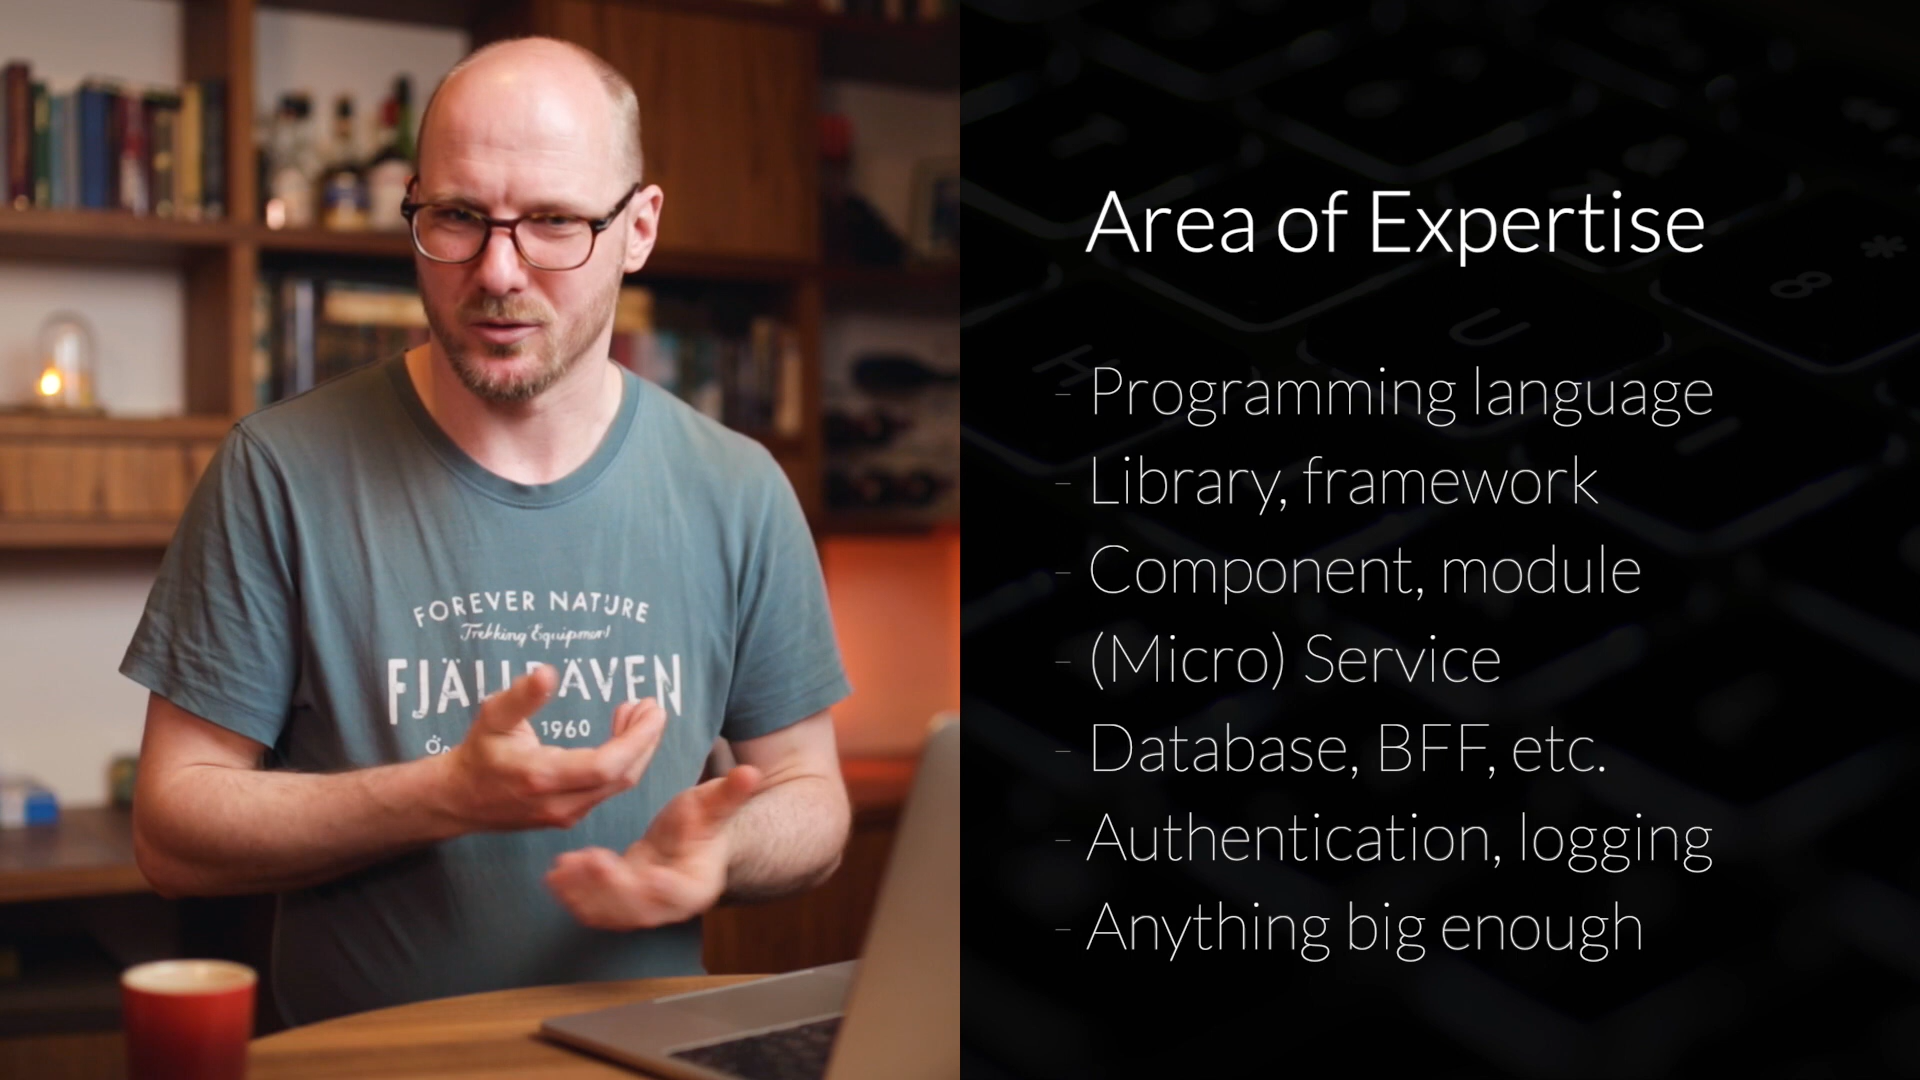 FOREVER NATURE
Trekking Equipment
1960
Area of Expertise
- Programming language
- Library, framework
- Component, module
- (Micro) Service
- Database, BFF, etc.
- Authentication, logging
- Anything big enough
H
U
8
*